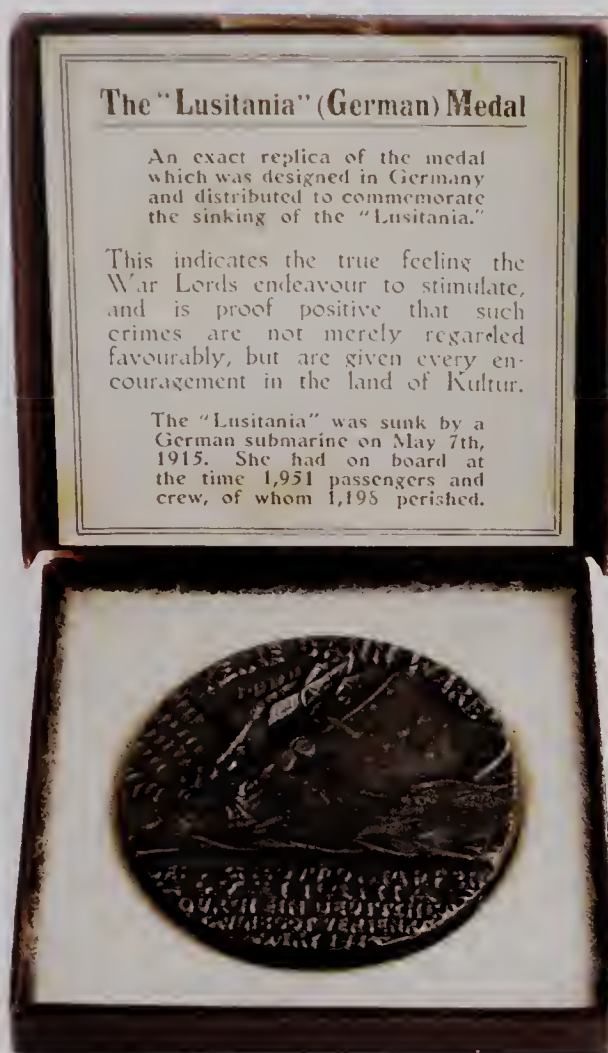 The "Lusitania" (German) Medal
An exact replica of the medal
which was designed in Germany
and distributed to commemorate
the sinking of the "Lusitania."
This indicates the true feeling the
War Lords endeavour to stimulate,
and is proof positive that such
crimes are not merely regarded
favourably, but are given every en-
couragement in the land of Kultur.
The "Lusitania" was sunk by a
German submarine on May 7th,
1915. She had on board at
the time 1,951 passengers and
crew, of whom 1,198 perished.